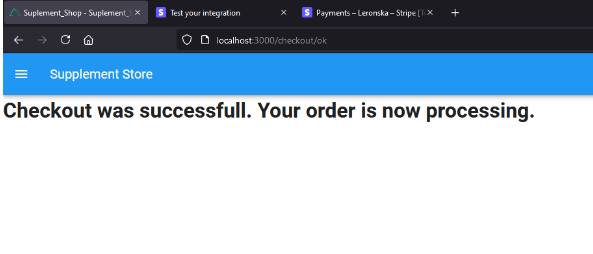 Suplement_Shop - Suplement_S
Test your integration
Payments – Leronska – Stripe [T
localhost:3000/checkout/ok
Supplement Store
Checkout was successful. Your order is now processing.